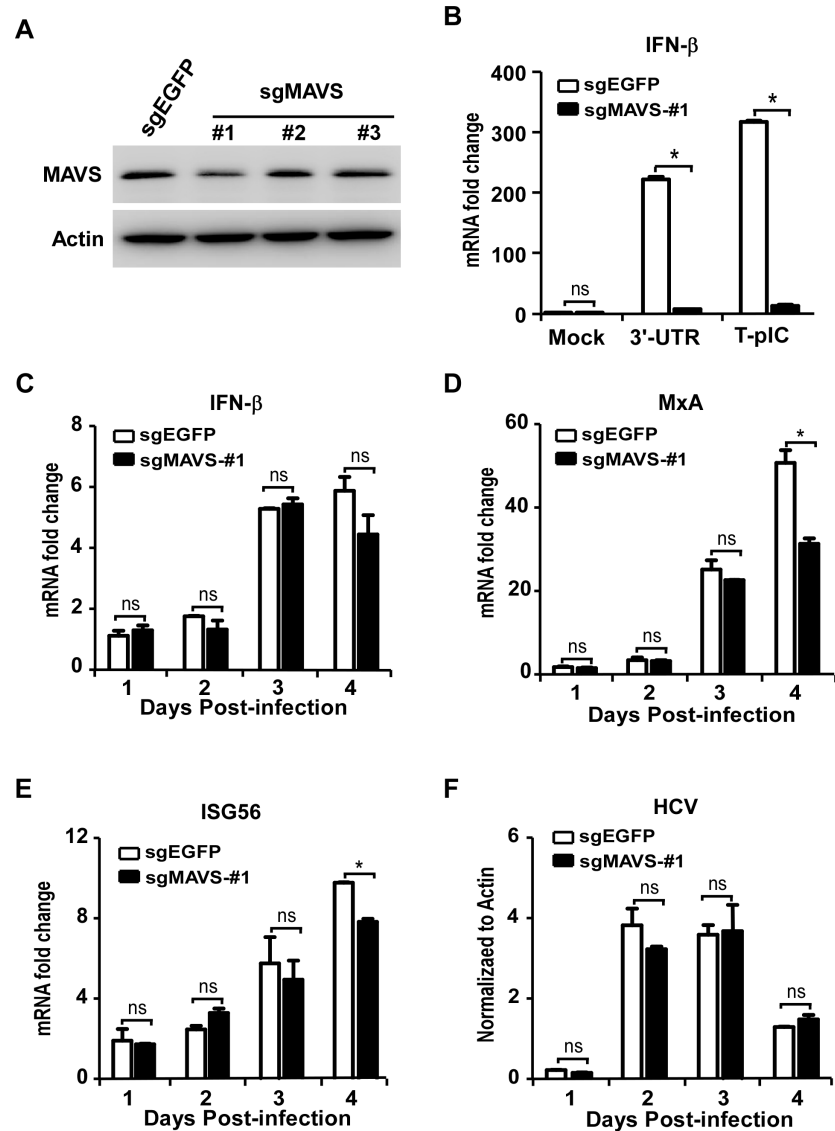 A
sgEGFP
sgMAVS
#1 #2 #3
MAVS
Actin
B
IFN-β
sgEGFP
sgMAVS-#1
mRNA fold change
400
300
200
100
0
ns
*
*
Mock 3'-UTR T-pIC
C
IFN-β
sgEGFP
sgMAVS-#1
mRNA fold change
8
6
4
2
0
ns
ns
ns
ns
1 2 3 4
Days Post-infection
D
MxA
sgEGFP
sgMAVS-#1
mRNA fold change
60
40
20
0
ns
ns
ns
*
1 2 3 4
Days Post-infection
E
ISG56
sgEGFP
sgMAVS-#1
mRNA fold change
12
8
4
0
ns
ns
ns
*
1 2 3 4
Days Post-infection
F
HCV
sgEGFP
sgMAVS-#1
Normalizaed to Actin
6
4
2
0
ns
ns
ns
ns
1 2 3 4
Days Post-infection